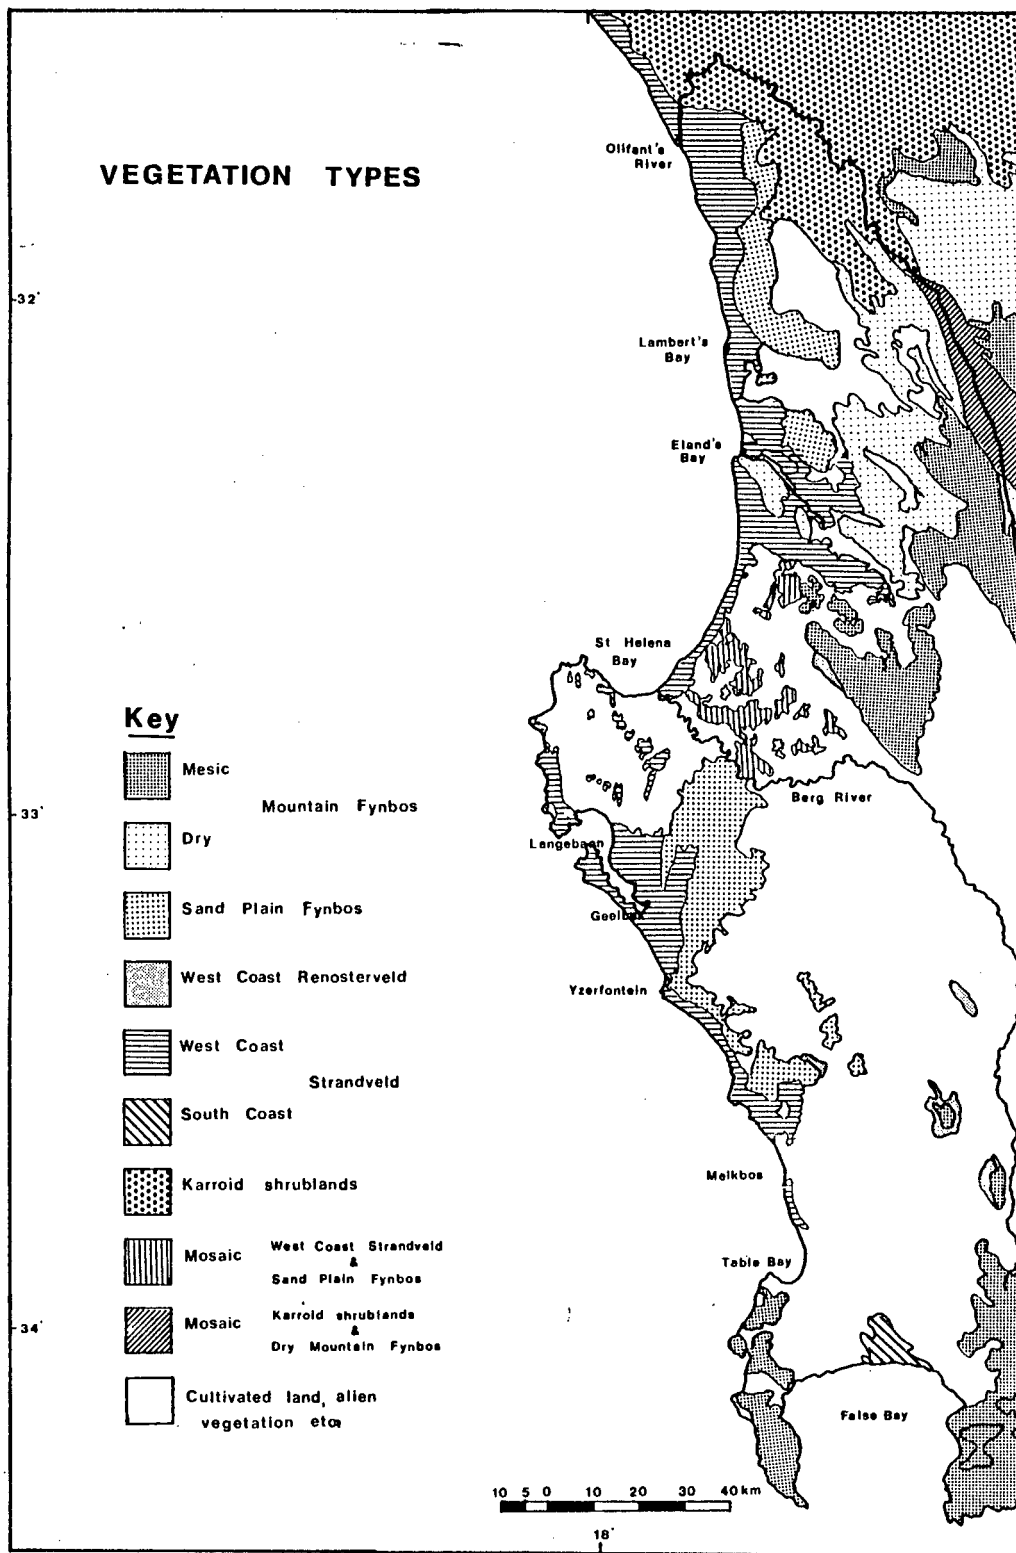 VEGETATION TYPES
Olifant's
River
32°
Lambert's
Bay
Eland's
Bay
St Helena
Bay
Key
Mesic
Mountain Fynbos
Berg River
33°
Dry
Langebaan
Sand Plain Fynbos
West Coast Renosterveld
Yzerfontein
West Coast
Strandveld
South Coast
Karroid shrublands
Melkbos
Mosaic West Coast Strandveld
&
Sand Plain Fynbos
Table Bay
Mosaic Karroid shrublands
&
Dry Mountain Fynbos
34°
Cultivated land, alien
vegetation etc
False Bay
10 5 0 10 20 30 40 km
18°